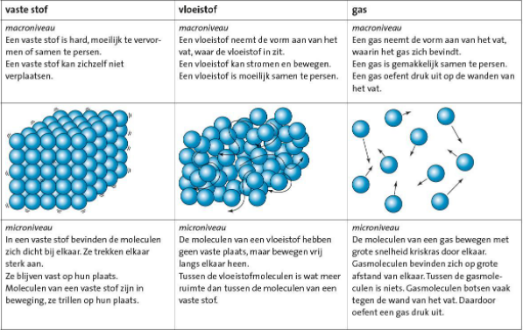 vaste stof
macroniveau
Een vaste stof is hard, moeilijk te vervor-
men of samen te persen.
Een vaste stof kan zichzelf niet
verplaatsen.
vloeistof
macroniveau
Een vloeistof neemt de vorm aan van het
vat, waar de vloeistof in zit.
Een vloeistof kan stromen en bewegen.
Een vloeistof is moeilijk samen te persen.
gas
macroniveau
Een gas neemt de vorm aan van het vat,
waarin het gas zich bevindt.
Een gas is gemakkelijk samen te persen.
Een gas oefent druk uit op de wanden van
het vat.
microniveau
In een vaste stof bevinden de moleculen
zich dicht bij elkaar. Ze trekken elkaar
sterk aan.
Ze blijven vast op hun plaats.
Moleculen van een vaste stof zijn in
beweging, ze trillen op hun plaats.
microniveau
De moleculen van een vloeistof hebben
geen vaste plaats, maar bewegen vrij
langs elkaar heen.
Tussen de vloeistofmoleculen is wat meer
ruimte dan tussen de moleculen van een
vaste stof.
microniveau
De moleculen van een gas bewegen met
grote snelheid kriskras door elkaar.
Gasmoleculen bevinden zich op grote
afstand van elkaar. Tussen de gasmole-
culen is niets. Gasmoleculen botsen vaak
tegen de wand van het vat. Daardoor
oefent een gas druk uit.